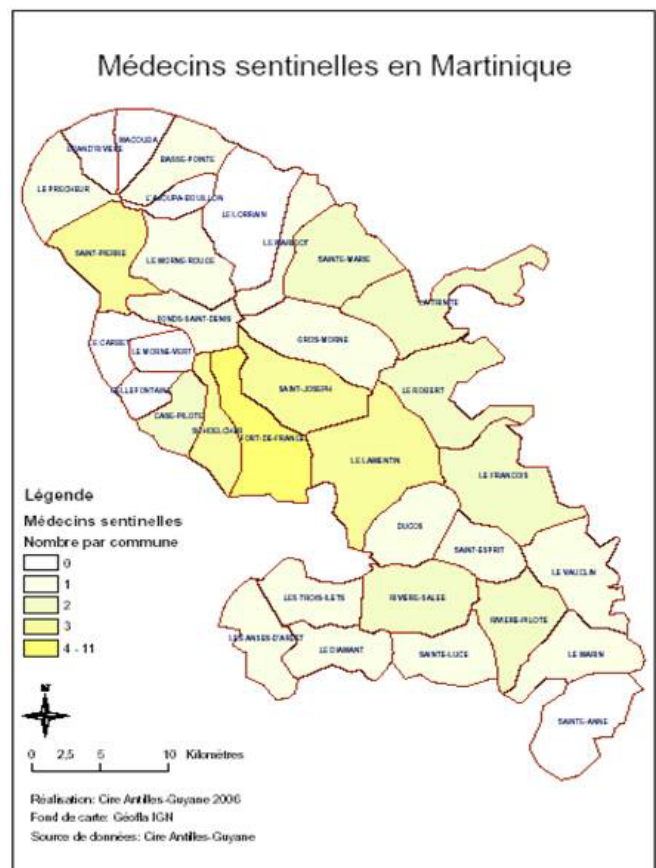 Médecins sentinelles en Martinique
MACOUBA
GRAND'RIVERE
BASSE-POINTE
LE PRECHEUR
L'AJOUPA-BOUILLON
LE LORRAIN
LE MARIGOT
SAINT-PIERRE
LE MORNE-ROUGE
SAINTE-MARIE
LA TRINITE
FONDS-SAINT-DENIS
LE CARBET
LE MORNE-VERT
GROS-MORNE
BELLEFONTAINE
SAINT-JOSEPH
LE ROBERT
CASE-PILOTE
SCHOELCHER
FORT-DE-FRANCE
LE LAMENTIN
LE FRANCOIS
DUCOS
SAINT-ESPRIT
LE VAUCLIN
LES TROIS-ILETS
RIVIERE-SALEE
RIVIERE-PILOTE
LES ANSES-D'ARLET
LE DIAMANT
SAINTE-LUCE
LE MARIN
SAINTE-ANNE
Légende
Médecins sentinelles
Nombre par commune
0
1
2
3
4 - 11
N
0 2,5 5 10 Kilomètres
Réalisation: Cire Antilles-Guyane 2006
Fond de carte: Géofla IGN
Source de données: Cire Antilles-Guyane